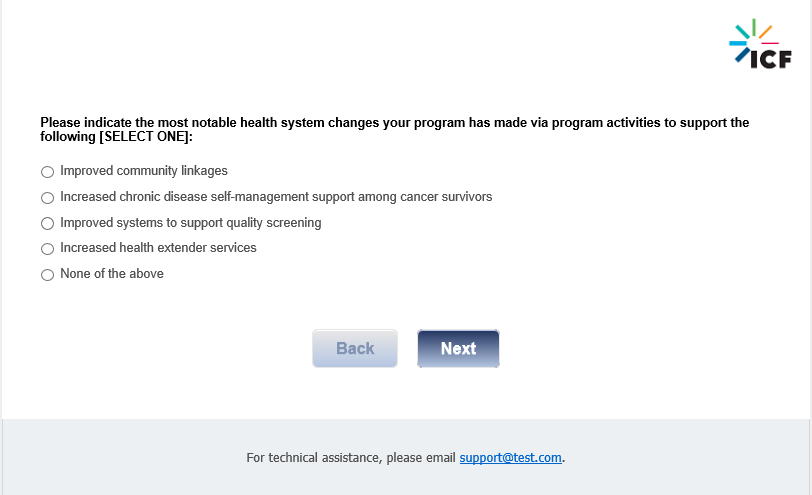 ICF
Please indicate the most notable health system changes your program has made via program activities to support the
following [SELECT ONE]:
Improved community linkages
Increased chronic disease self-management support among cancer survivors
Improved systems to support quality screening
Increased health extender services
None of the above
Back Next
For technical assistance, please email support@test.com.